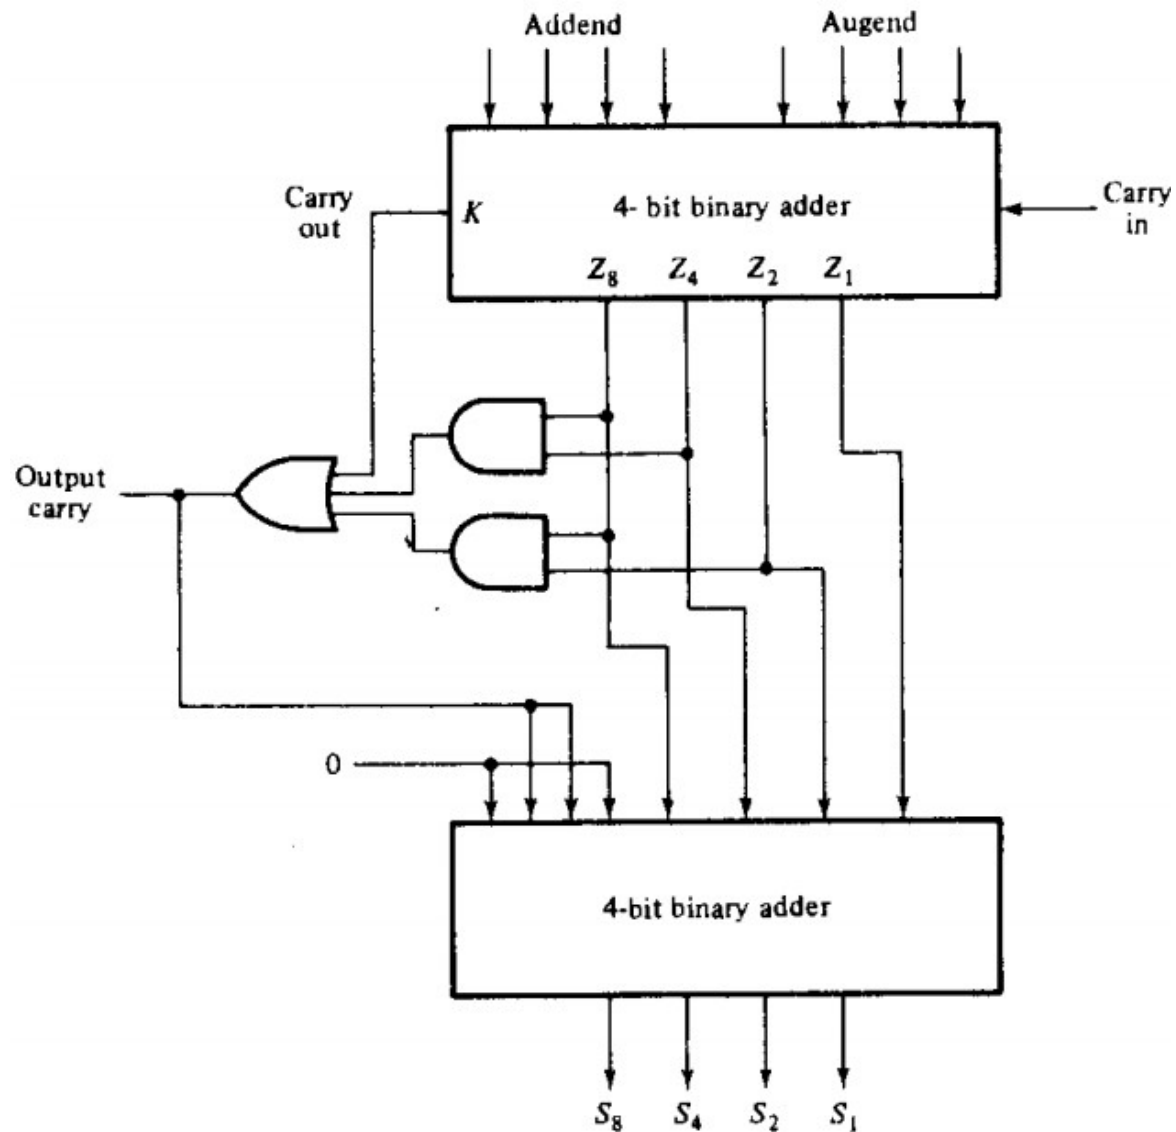 Addend Augend
Carry out
K
4- bit binary adder
Carry in
Z₈ Z₄ Z₂ Z₁
Output carry
0
4-bit binary adder
S₈ S₄ S₂ S₁